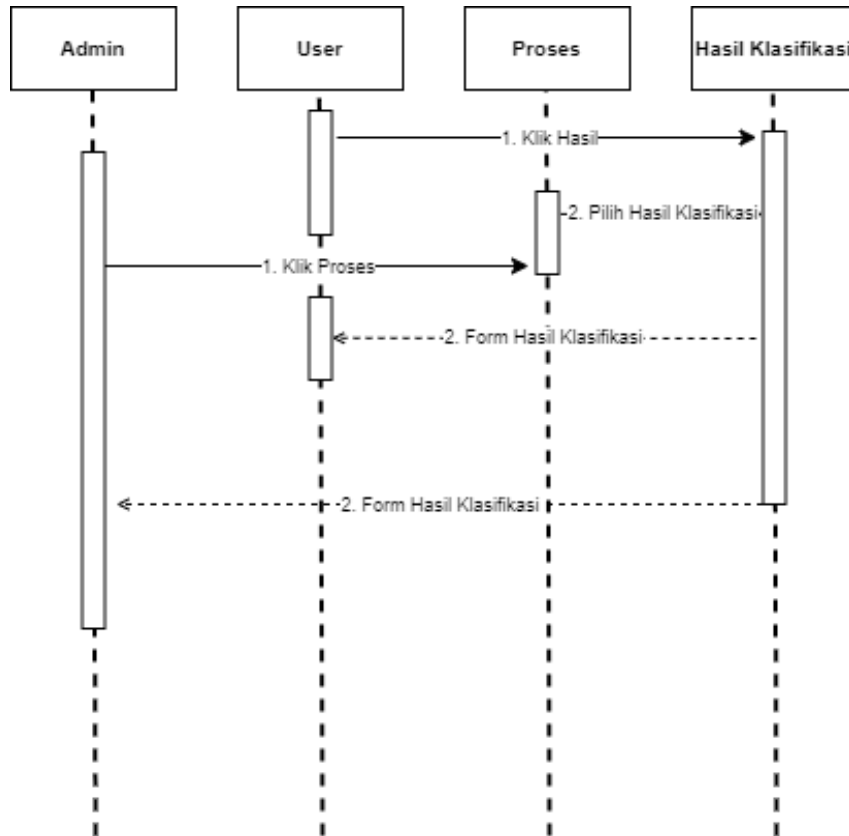 Admin
User
Proses
Hasil Klasifikasi
1. Klik Hasil
2. Pilih Hasil Klasifikasi
1. Klik Proses
2. Form Hasil Klasifikasi
2. Form Hasil Klasifikasi